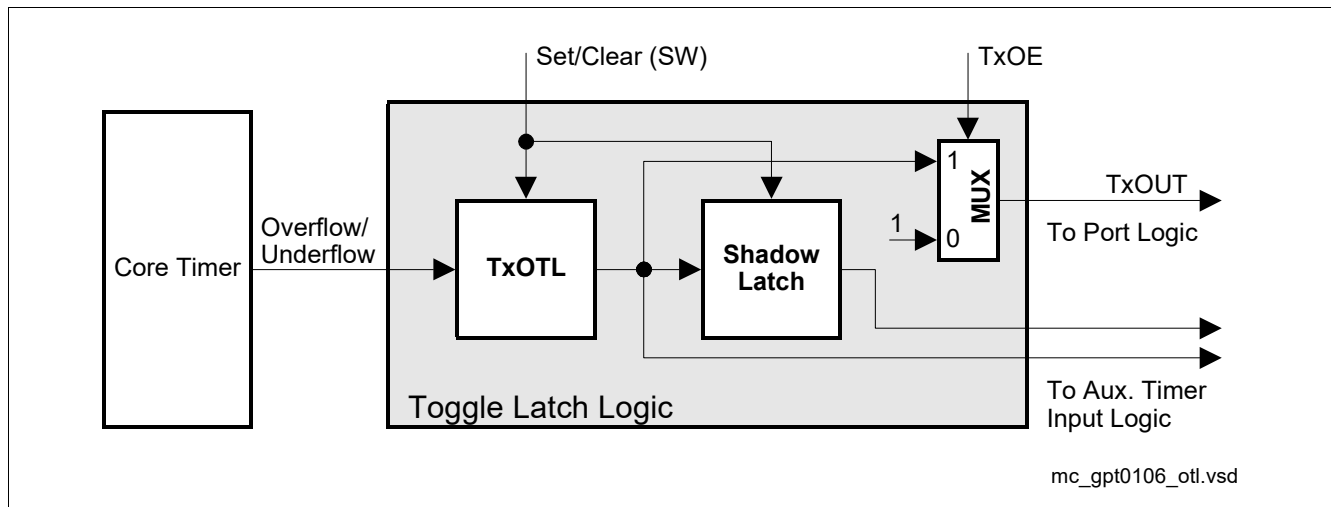 Set/Clear (SW)
TxOE
Core Timer
Overflow/
Underflow
TxOTL
Shadow
Latch
1
1
0
MUX
TxOUT
To Port Logic
To Aux. Timer
Input Logic
Toggle Latch Logic
mc_gpt0106_otl.vsd